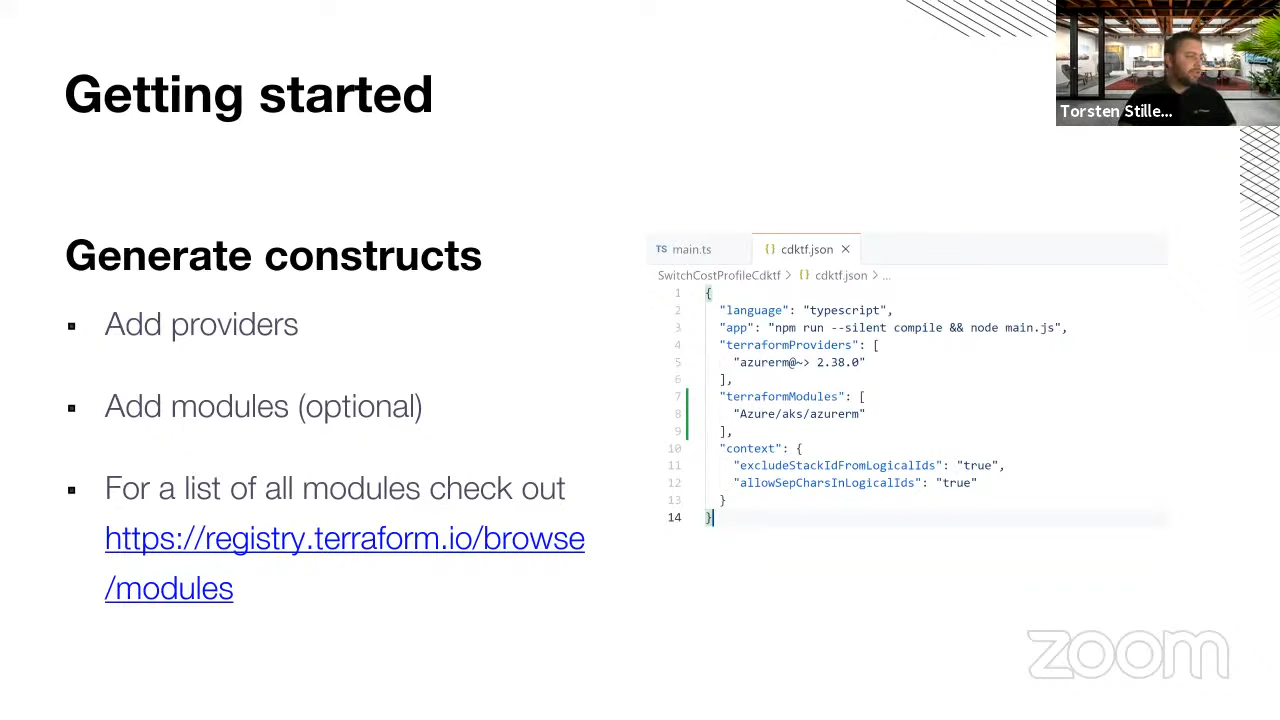 Getting started
Torsten Stille...
Generate constructs
▪ Add providers
▪ Add modules (optional)
▪ For a list of all modules check out
https://registry.terraform.io/browse
/modules
TS main.ts
{} cdktf.json ×
SwitchCostProfileCdktf > {} cdktf.json > ...
1 {
2 "language": "typescript",
3 "app": "npm run --silent compile && node main.js",
4 "terraformProviders": [
5 "azurerm@~> 2.38.0"
6 ],
7 "terraformModules": [
8 "Azure/aks/azurerm"
9 ],
10 "context": {
11 "excludeStackIdFromLogicalIds": "true",
12 "allowSepCharsInLogicalIds": "true"
13 }
14 }
zoom